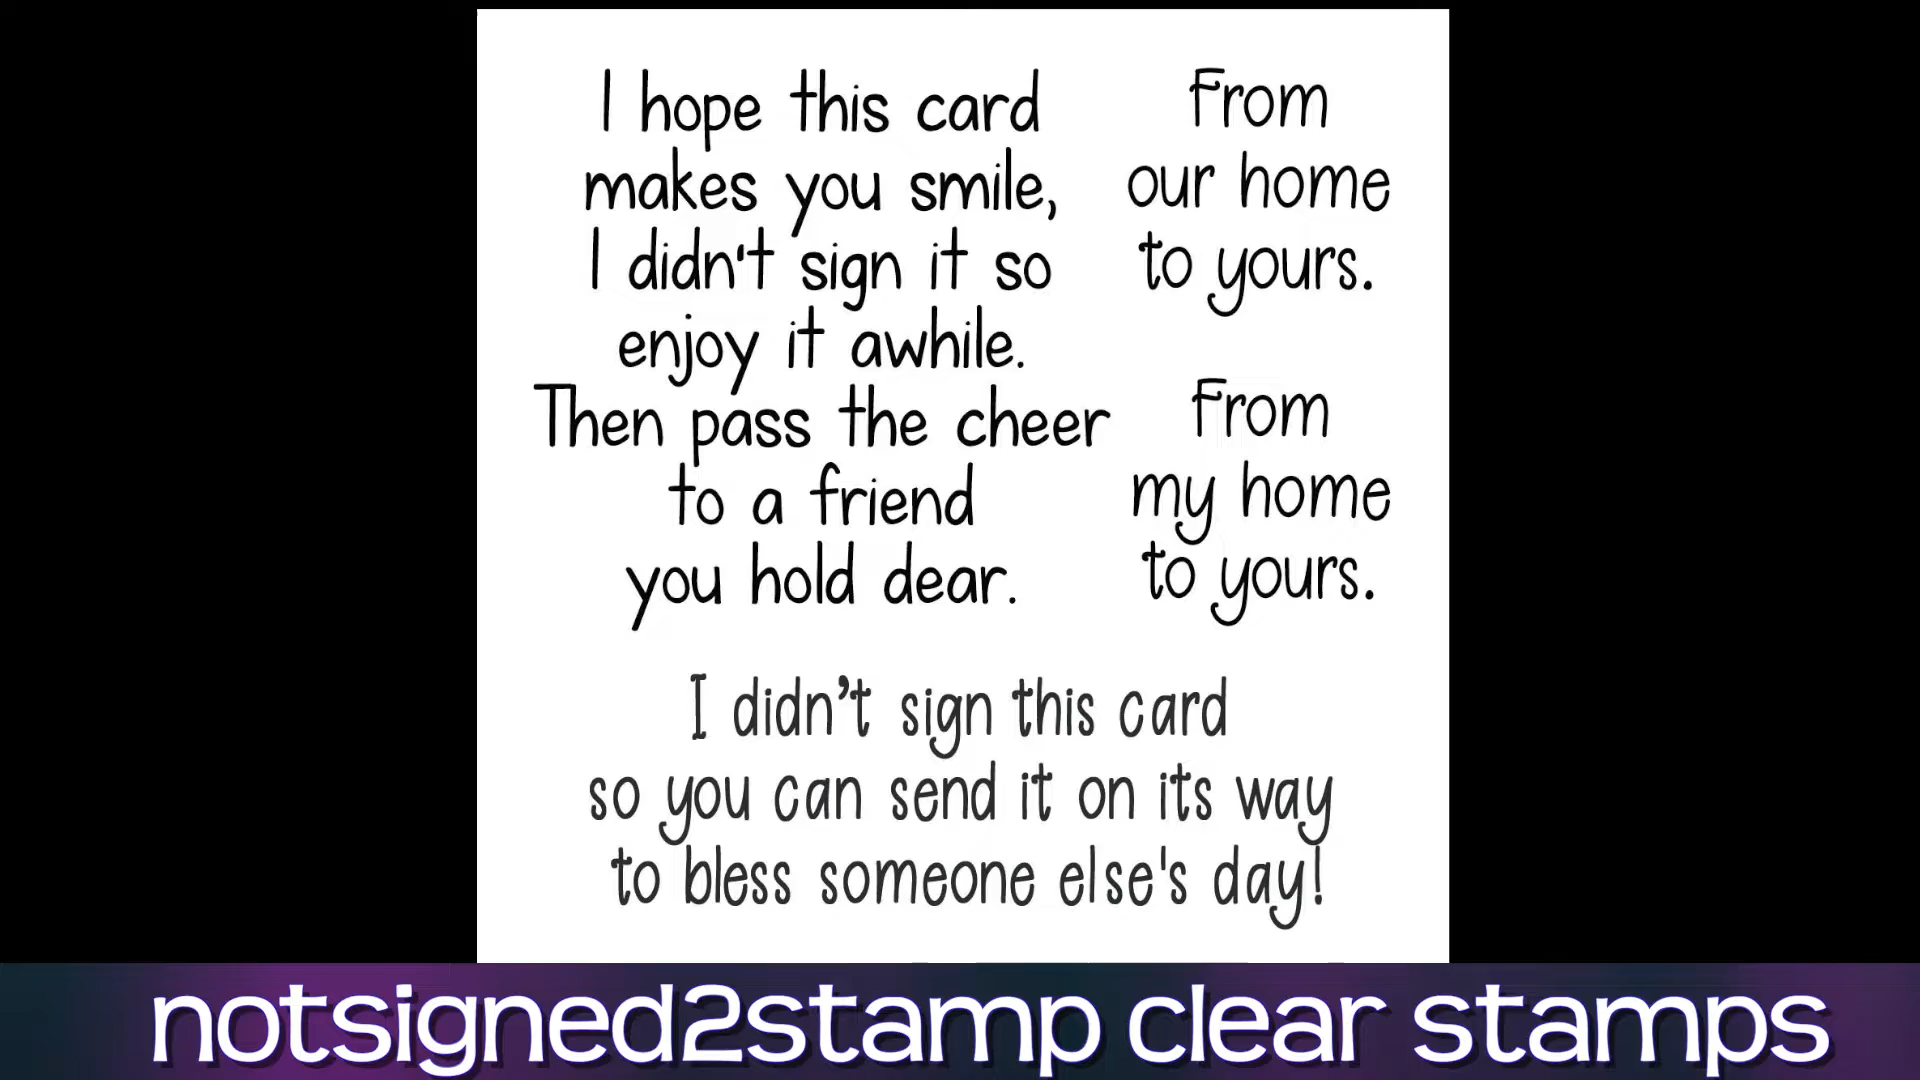 I hope this card
makes you smile,
I didn't sign it so
enjoy it awhile.
Then pass the cheer
to a friend
you hold dear.
From
our home
to yours.
From
my home
to yours.
I didn’t sign this card
so you can send it on its way
to bless someone else's day!
notsigned2stamp clear stamps